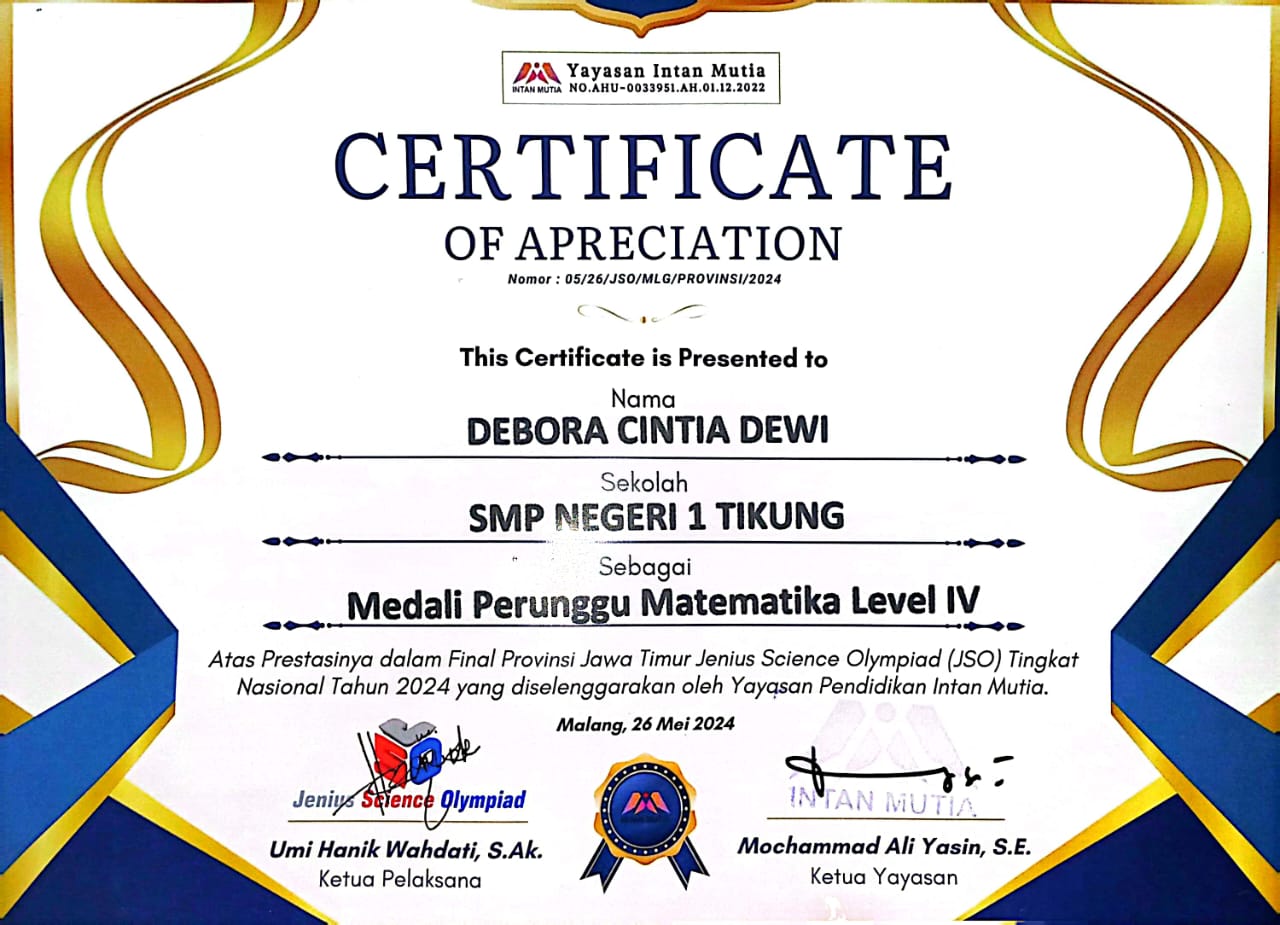 Yayasan Intan Mutia
INTAN MUTIA NO.AHU-0033951.AH.01.12.2022
CERTIFICATE
OF APRECIATION
Nomor : 05/26/JSO/MLG/PROVINSI/2024
This Certificate is Presented to
Nama
DEBORA CINTIA DEWI
Sekolah
SMP NEGERI 1 TIKUNG
Sebagai
Medali Perunggu Matematika Level IV
Atas Prestasinya dalam Final Provinsi Jawa Timur Jenius Science Olympiad (JSO) Tingkat
Nasional Tahun 2024 yang diselenggarakan oleh Yayasan Pendidikan Intan Mutia.
Malang, 26 Mei 2024
Jenius Science Olympiad
INTAN MUTIA
INTAN MUTIA
Umi Hanik Wahdati, S.Ak.
Ketua Pelaksana
Mochammad Ali Yasin, S.E.
Ketua Yayasan